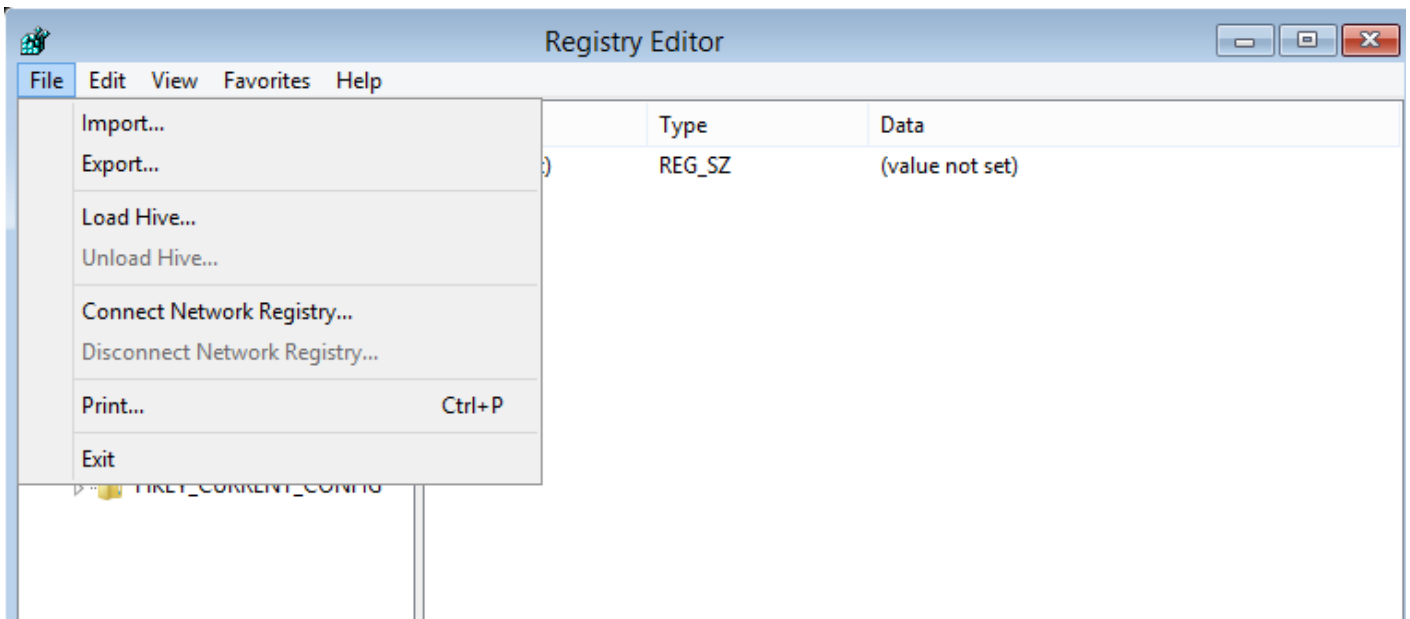 Registry Editor
File Edit View Favorites Help
Import...
Export...
Load Hive...
Unload Hive...
Connect Network Registry...
Disconnect Network Registry...
Print... Ctrl+P
Exit
Type Data
REG_SZ (value not set)
HKEY_CURRENT_CONFIG